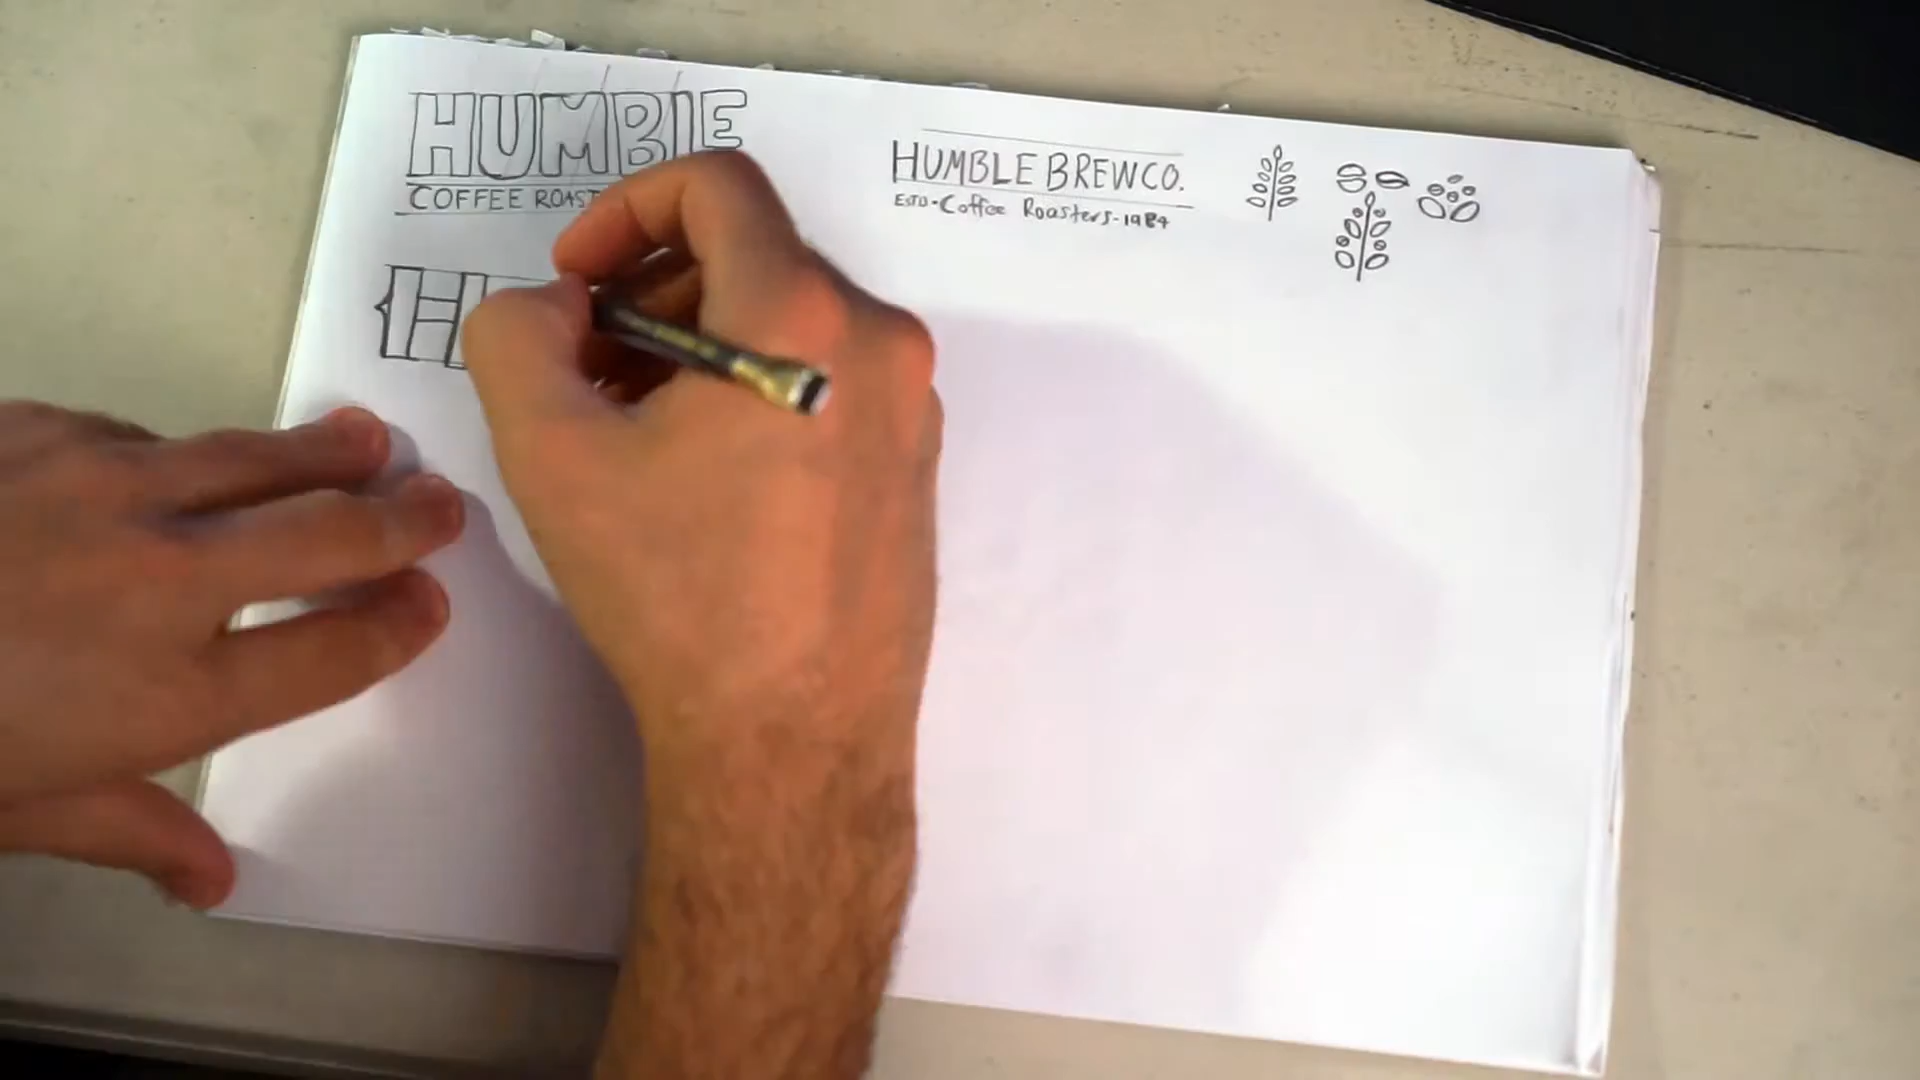 HUMBLE
COFFEE ROAST
H
HUMBLE BREW CO.
ESTD-Coffee Roasters-1984